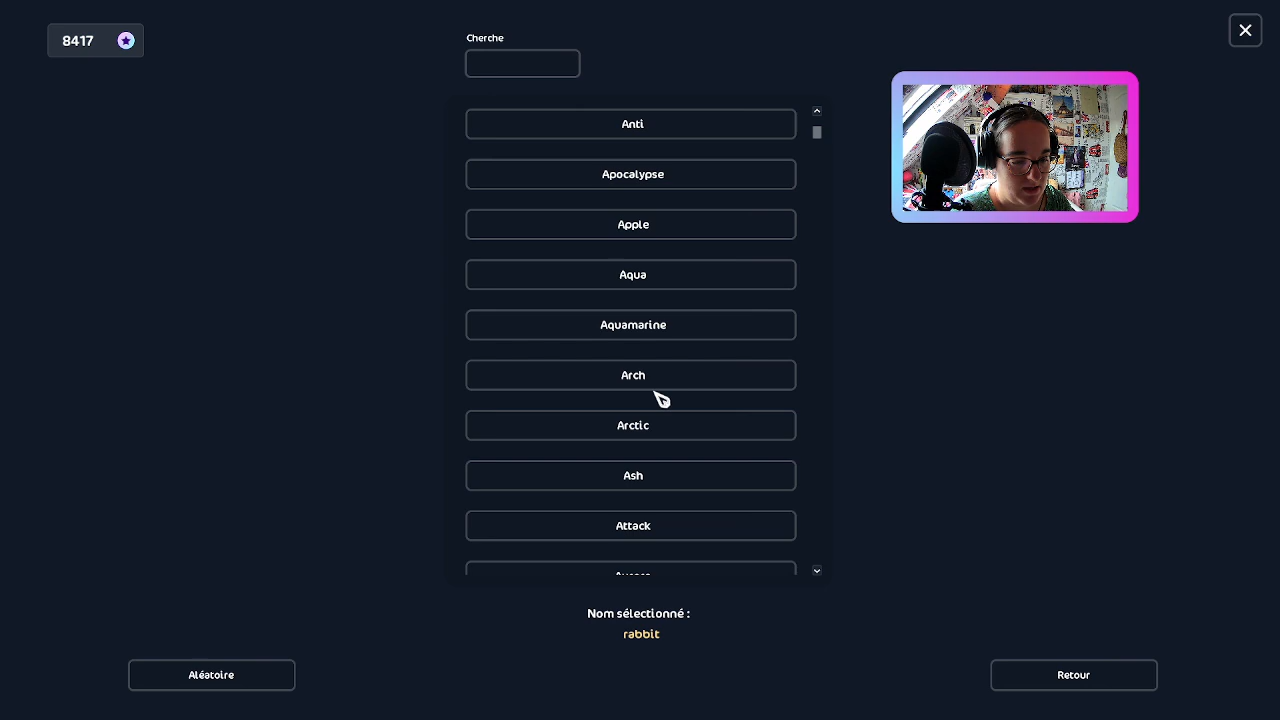 8417
Cherche
Anti
Apocalypse
Apple
Aqua
Aquamarine
Arch
Arctic
Ash
Attack
Nom sélectionné :
rabbit
Aléatoire
Retour